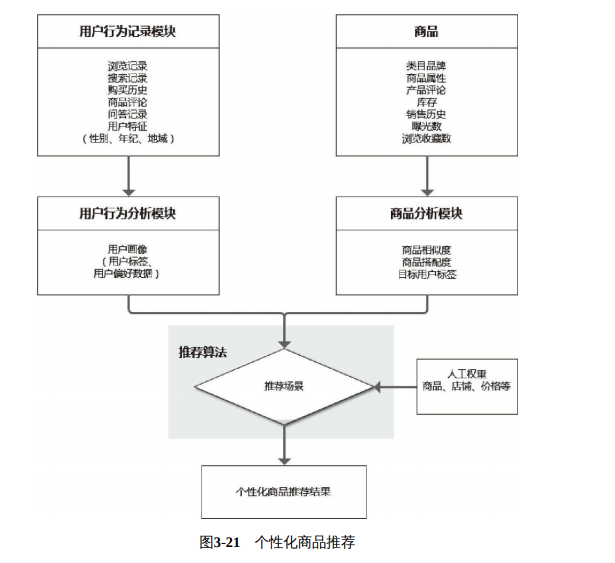 用户行为记录模块
浏览记录
搜索记录
购买历史
商品评论
问答记录
用户特征
（性别、年纪、地域）
商品
类目品牌
商品属性
产品评论
库存
销售历史
曝光数
浏览收藏数
用户行为分析模块
用户画像
（用户标签、
用户偏好数据）
商品分析模块
商品相似度
商品搭配度
目标用户标签
推荐算法
推荐场景
人工权重
商品、店铺、价格等
个性化商品推荐结果
图3-21 个性化商品推荐